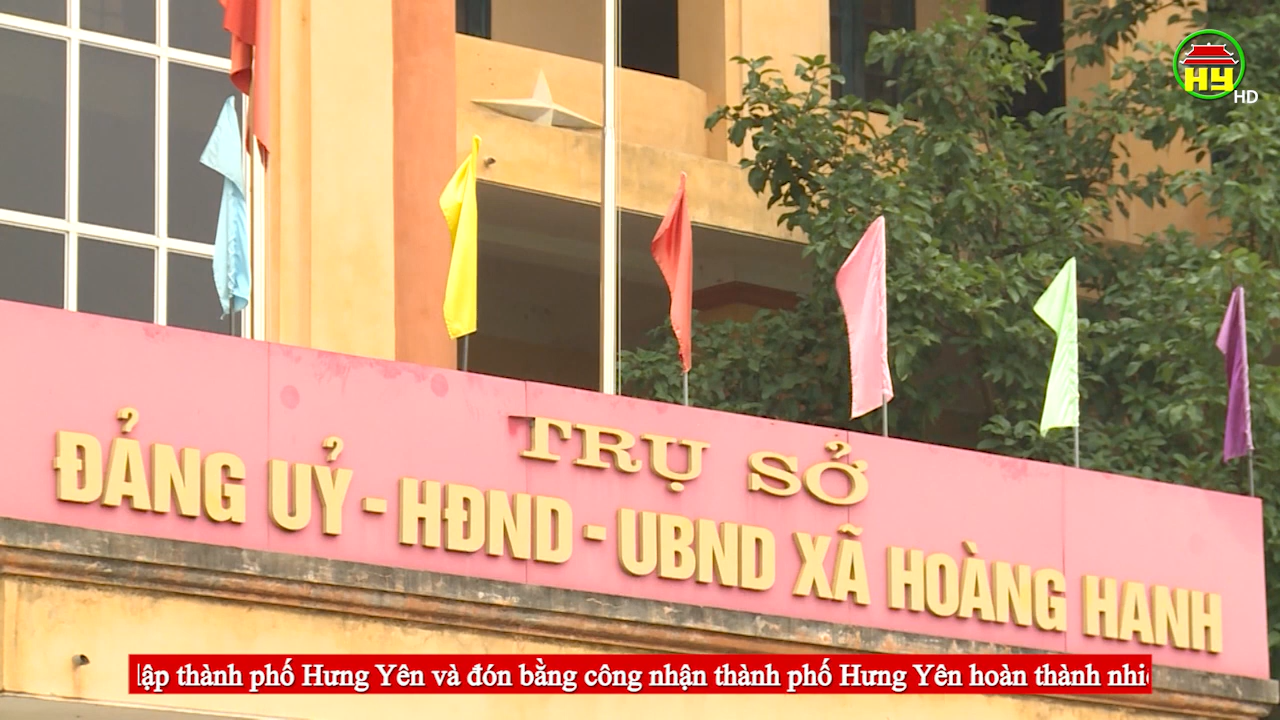 HY
HD
TRỤ SỞ
ĐẢNG UỶ - HĐND - UBND XÃ HOÀNG HANH
lập thành phố Hưng Yên và đón bằng công nhận thành phố Hưng Yên hoàn thành